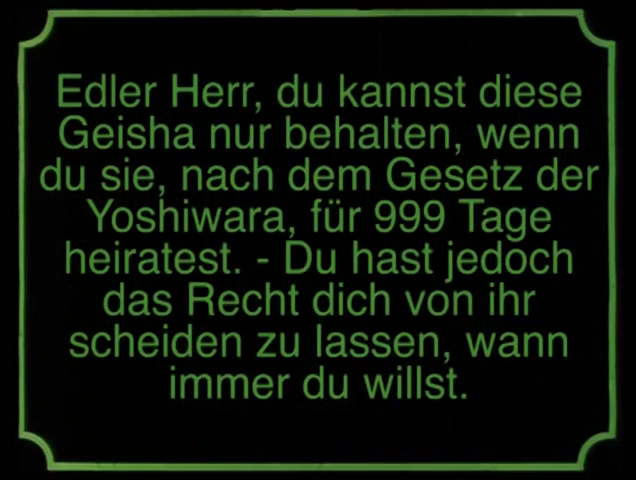 Edler Herr, du kannst diese
Geisha nur behalten, wenn
du sie, nach dem Gesetz der
Yoshiwara, für 999 Tage
heiratest. - Du hast jedoch
das Recht dich von ihr
scheiden zu lassen, wann
immer du willst.